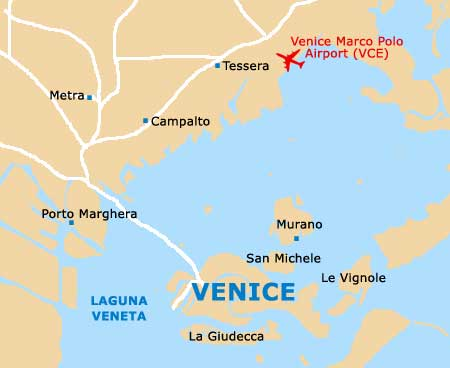 Venice Marco Polo
Airport (VCE)
Tessera
Metra
Campalto
Porto Marghera
Murano
San Michele
Le Vignole
VENICE
LAGUNA
VENETA
La Giudecca